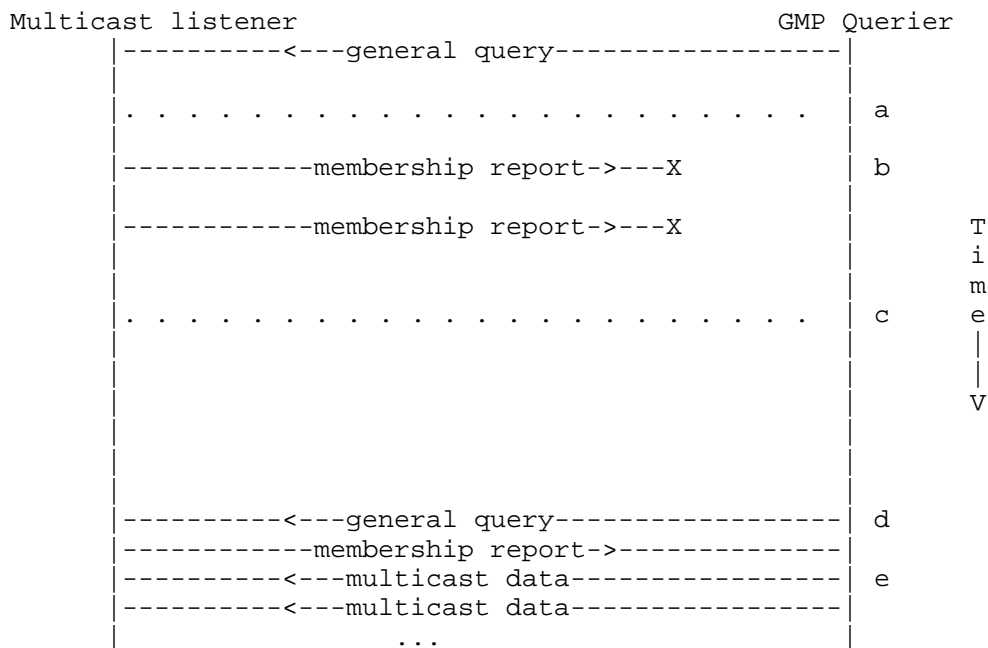 Multicast listener                                GMP Querier
|----------<---general query------------------|
|. . . . . . . . . . . . . . . . . . . . . . | a
|------------membership report->---X | b
|------------membership report->---X | T
i
m
|. . . . . . . . . . . . . . . . . . . . . . | c e
|
|
V
|----------<---general query------------------| d
|------------membership report->--------------|
|----------<---multicast data-----------------| e
|----------<---multicast data-----------------|
| ... |